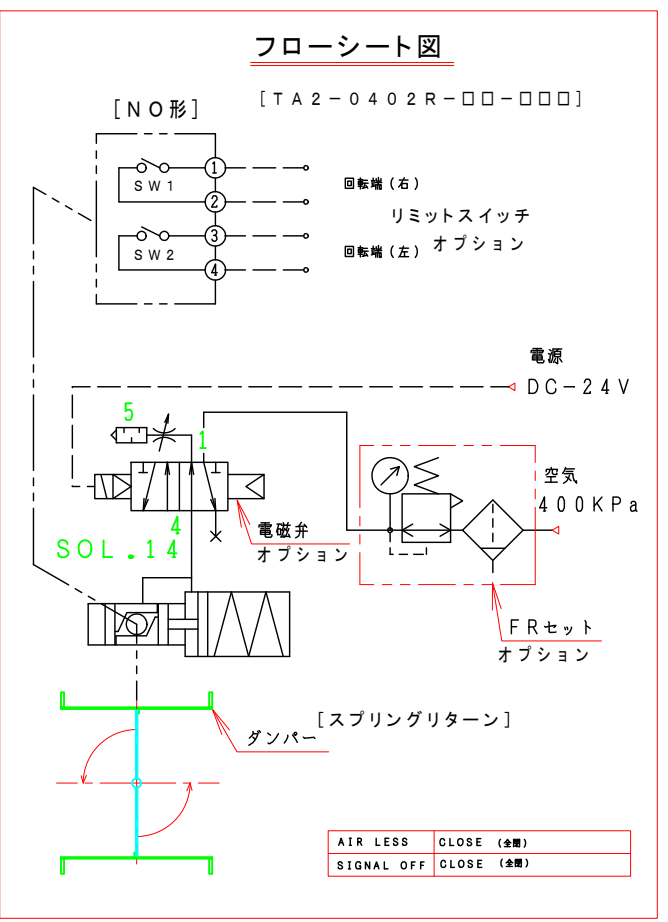 フローシート図
[TA2-0402R-□□-□□□]
[NO形]
SW1
1
2
SW2
3
4
回転端(右)
リミットスイッチ
オプション
回転端(左)
電源
DC-24V
5
1
4
SOL.14
電磁弁
オプション
空気
400KPa
FRセット
オプション
[スプリングリターン]
ダンパー
AIR LESS CLOSE (全閉)
SIGNAL OFF CLOSE (全閉)